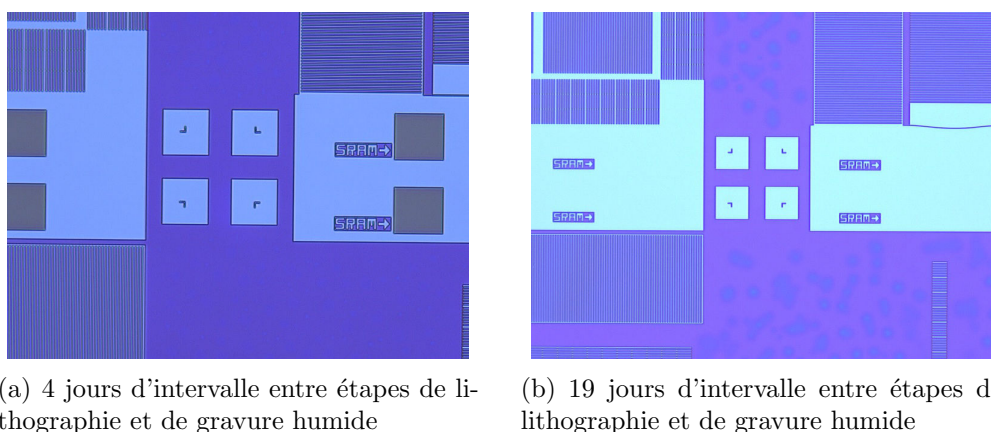 SRAM→
SRAM→
SRAM→ SRAM→
SRAM→ SRAM→
(a) 4 jours d'intervalle entre étapes de li-
thographie et de gravure humide
(b) 19 jours d'intervalle entre étapes d
lithographie et de gravure humide